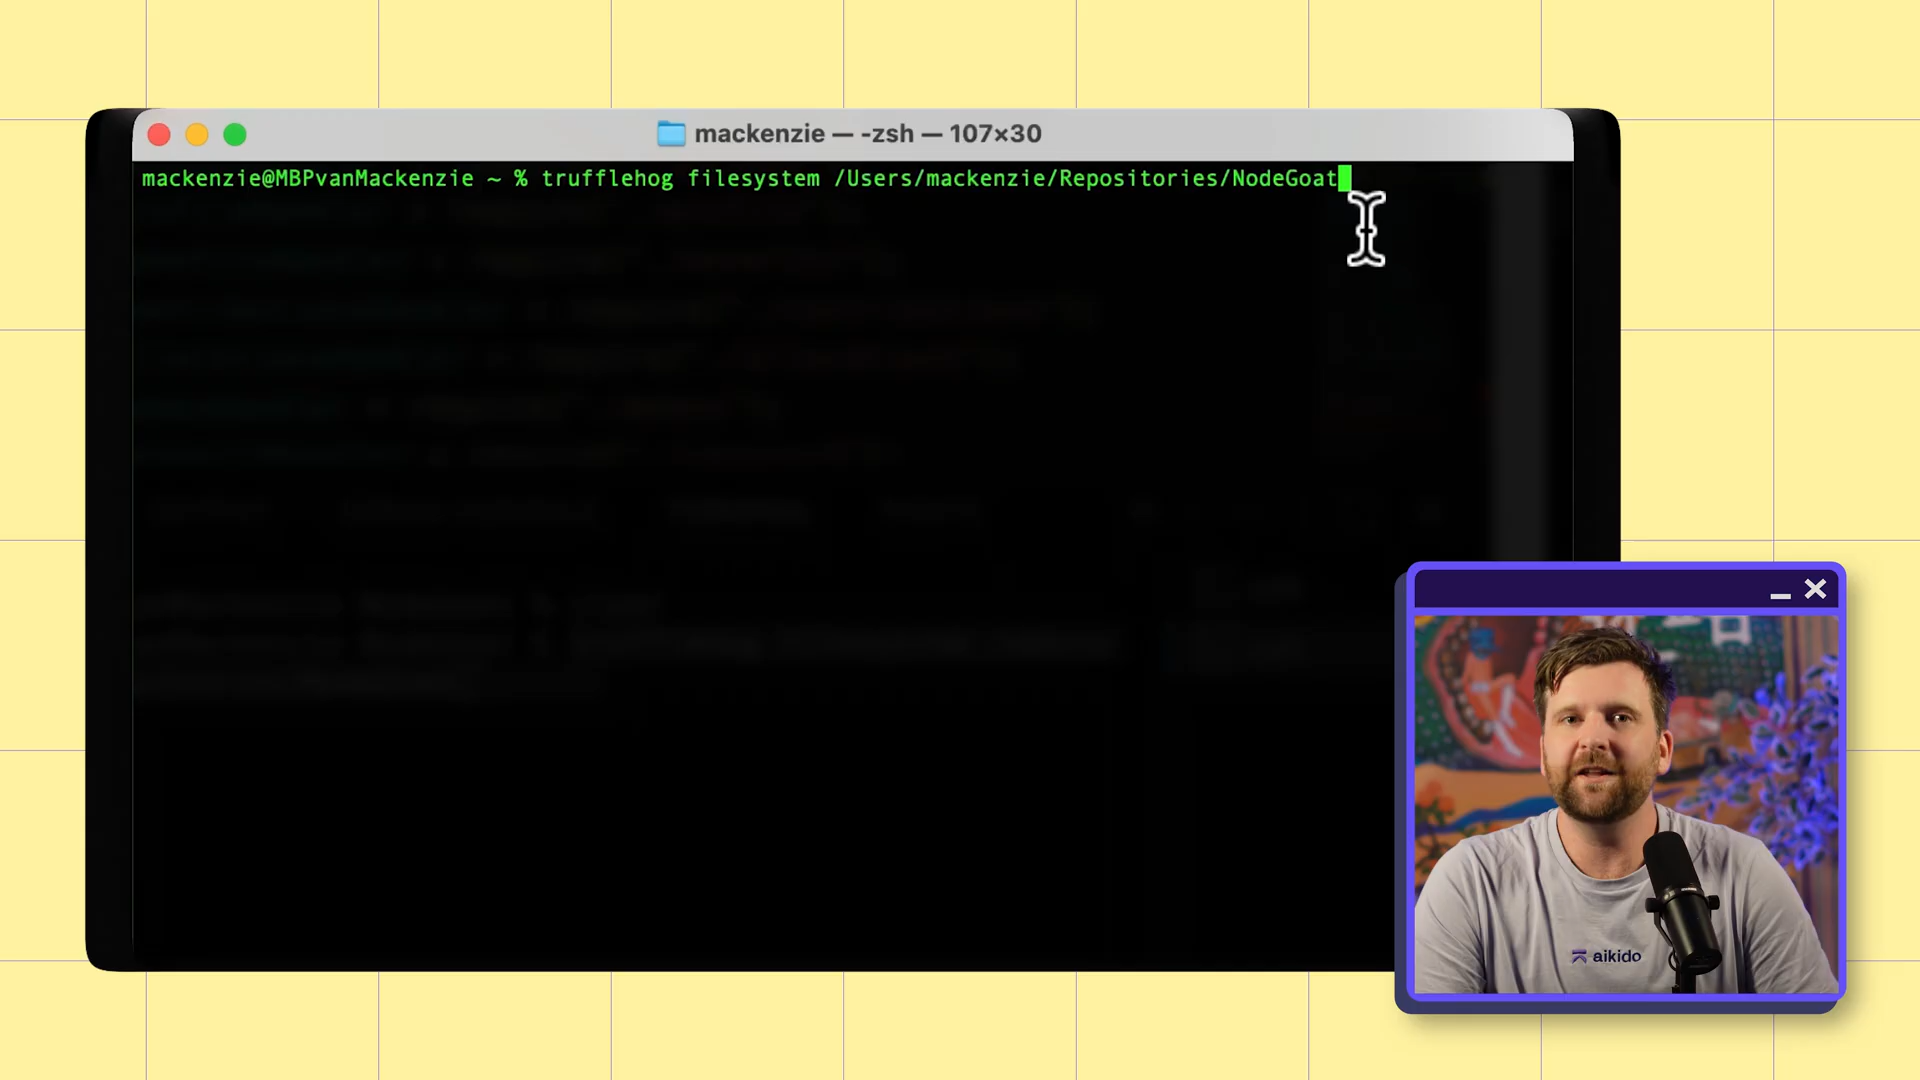 mackenzie — -zsh — 107×30
mackenzie@MBPvanMackenzie ~ % trufflehog filesystem /Users/mackenzie/Repositories/NodeGoat
aikido